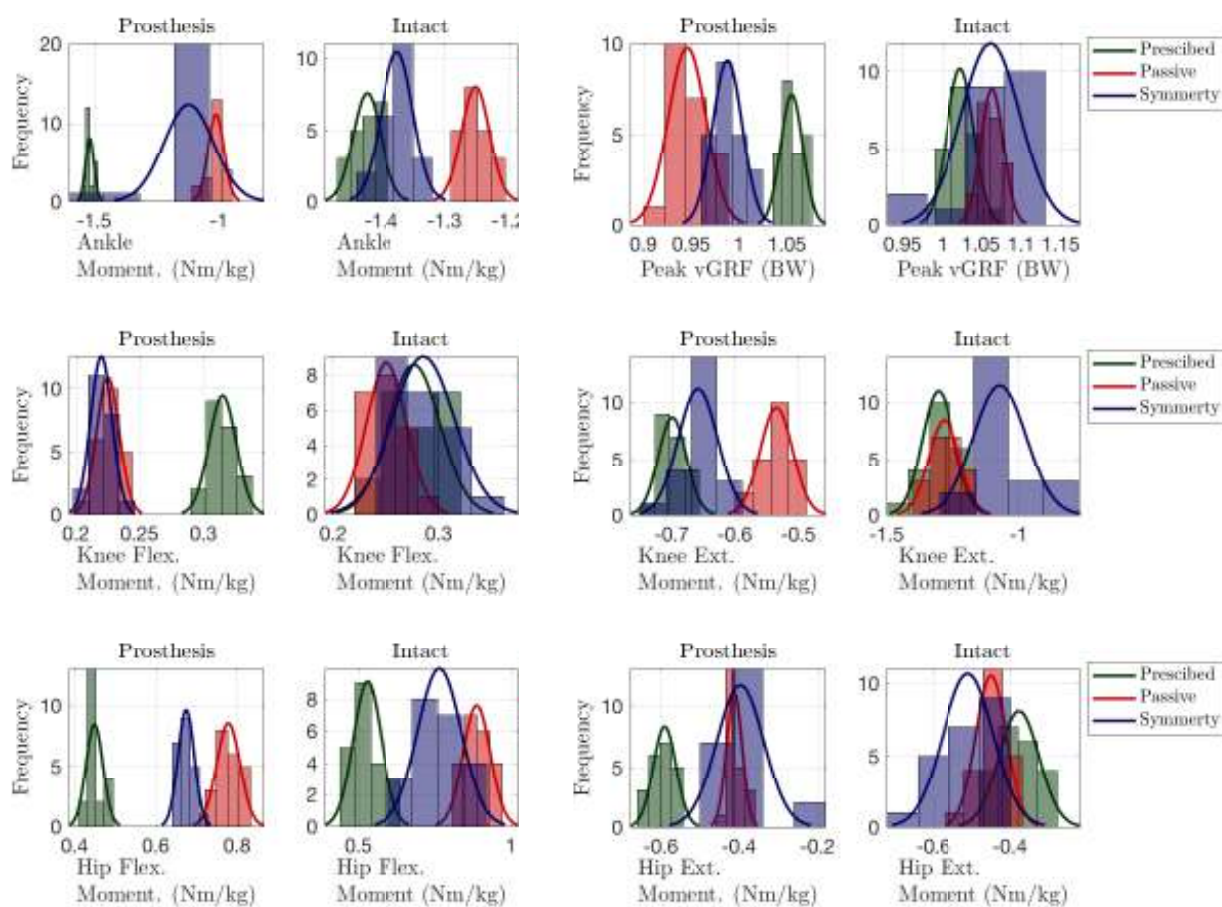 Prosthesis Intact Prosthesis Intact
20 10 10 10 Prescibed
15 Passive
Frequency 10 5 Frequency 5 5 Symmerty
5
0 0 0 0
-1.5 -1 -1.4 -1.3 -1.2 0.9 0.95 1 1.05 0.95 1 1.05 1.1 1.15
Ankle Ankle Peak vGRF (BW) Peak vGRF (BW)
Moment. (Nm/kg) Moment (Nm/kg)
Prosthesis Intact Prosthesis Intact
10 8 10 10 Prescibed
6 Passive
Frequency 5 4 Frequency 5 5 Symmerty
2
0 0 0 0
0.2 0.25 0.3 0.2 0.3 -0.7 -0.6 -0.5 -1.5 -1
Knee Flex. Knee Flex. Knee Ext. Knee Ext.
Moment. (Nm/kg) Moment (Nm/kg) Moment. (Nm/kg) Moment (Nm/kg)
Prosthesis Intact Prosthesis Intact
10 8 10 10 Prescibed
6 Passive
Frequency 5 4 Frequency 5 5 Symmerty
2
0 0 0 0
0.4 0.6 0.8 0.5 1 -0.6 -0.4 -0.2 -0.6 -0.4
Hip Flex. Hip Flex. Hip Ext. Hip Ext.
Moment. (Nm/kg) Moment (Nm/kg) Moment. (Nm/kg) Moment (Nm/kg)